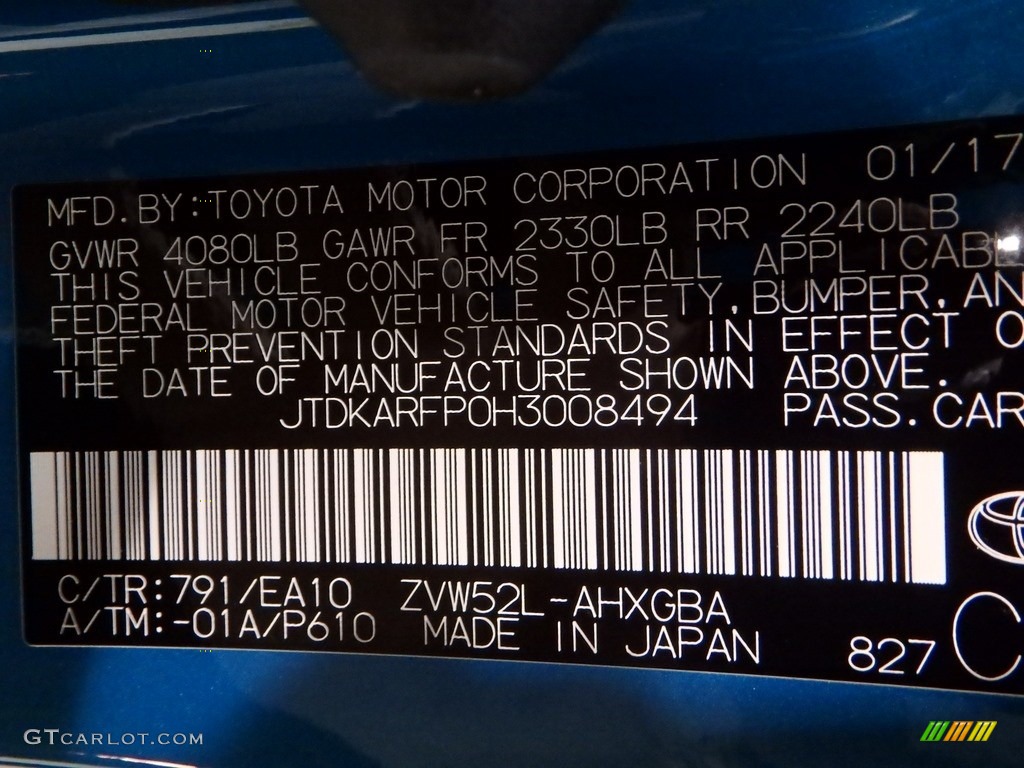 MFD. BY: TOYOTA MOTOR CORPORATION 01/17
GVWR 4080LB GAWR FR 2330LB RR 2240LB
THIS VEHICLE CONFORMS TO ALL APPLICABLE
FEDERAL MOTOR VEHICLE SAFETY, BUMPER, AN
THEFT PREVENTION STANDARDS IN EFFECT O
THE DATE OF MANUFACTURE SHOWN ABOVE.
JTDKARFP0H3008494 PASS. CAR
C/TR: 791/EA10 ZVW52L-AHXGBA
A/TM: -01A/P610 MADE IN JAPAN 827 C
GTCARLOT.COM